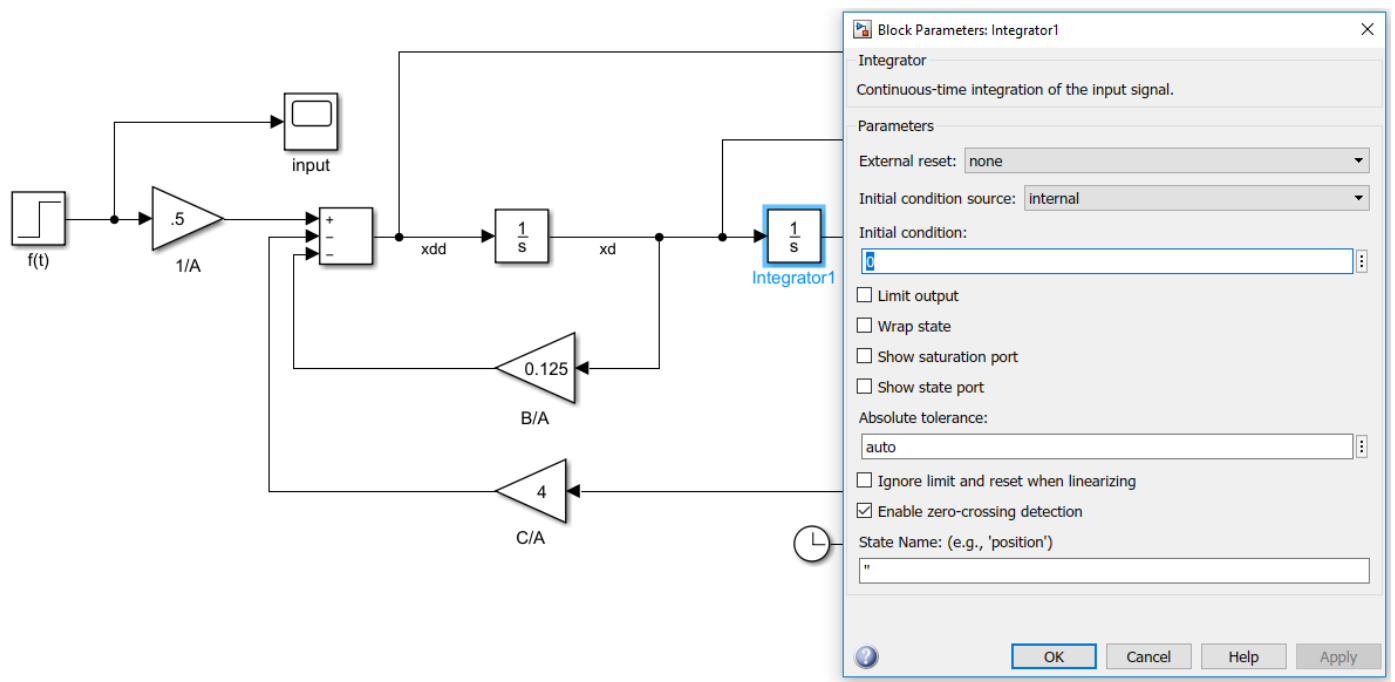 input
f(t)
.5
1/A
+
−
−
xdd
1
s
xd
1
s
Integrator1
0.125
B/A
4
C/A
Block Parameters: Integrator1
Integrator
Continuous-time integration of the input signal.
Parameters
External reset: none
Initial condition source: internal
Initial condition:
0
Limit output
Wrap state
Show saturation port
Show state port
Absolute tolerance:
auto
Ignore limit and reset when linearizing
Enable zero-crossing detection
State Name: (e.g., 'position')
''
? OK Cancel Help Apply